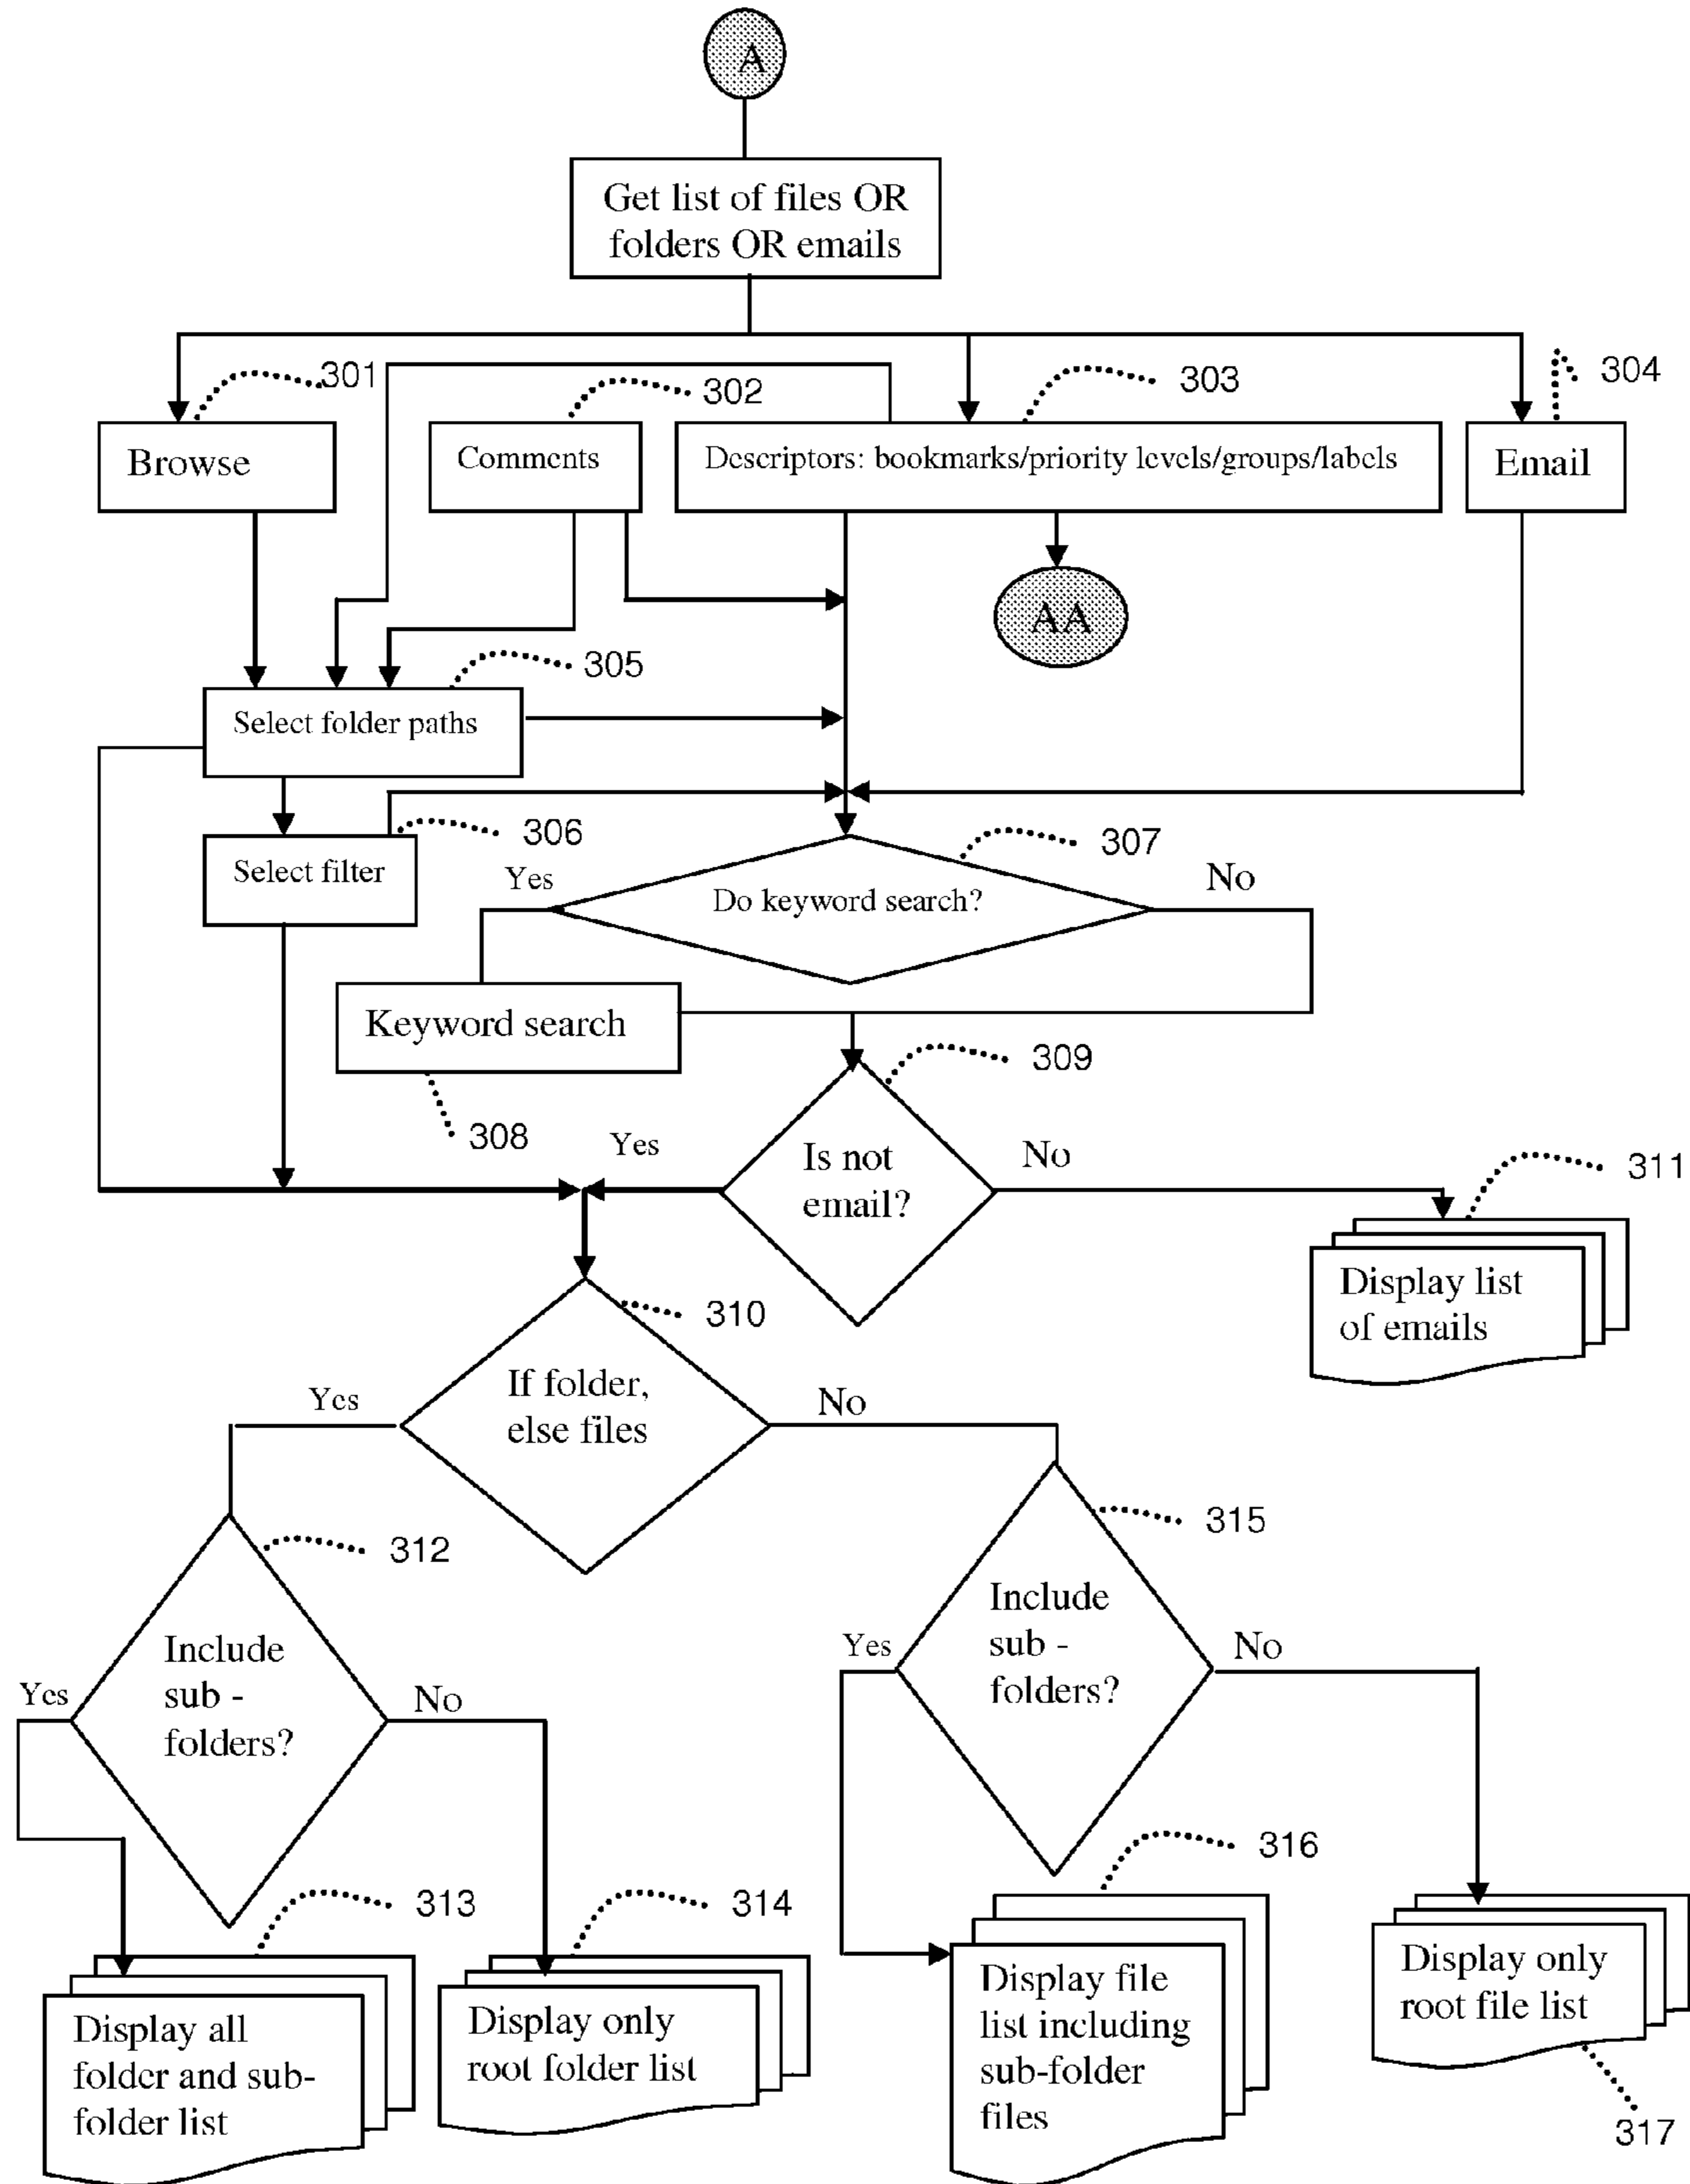 A
Get list of files OR
folders OR emails
301
302
303
304
Browse
Comments
Descriptors: bookmarks/priority levels/groups/labels
Email
AA
305
Select folder paths
306
307
Select filter
Yes
Do keyword search?
No
Keyword search
308
309
Yes
Is not
email?
No
311
Display list
of emails
310
If folder,
else files
Yes
No
312
315
Include
sub -
folders?
Yes
No
Include
sub -
folders?
Yes
No
313
314
316
317
Display all
folder and sub-
folder list
Display only
root folder list
Display file
list including
sub-folder
files
Display only
root file list